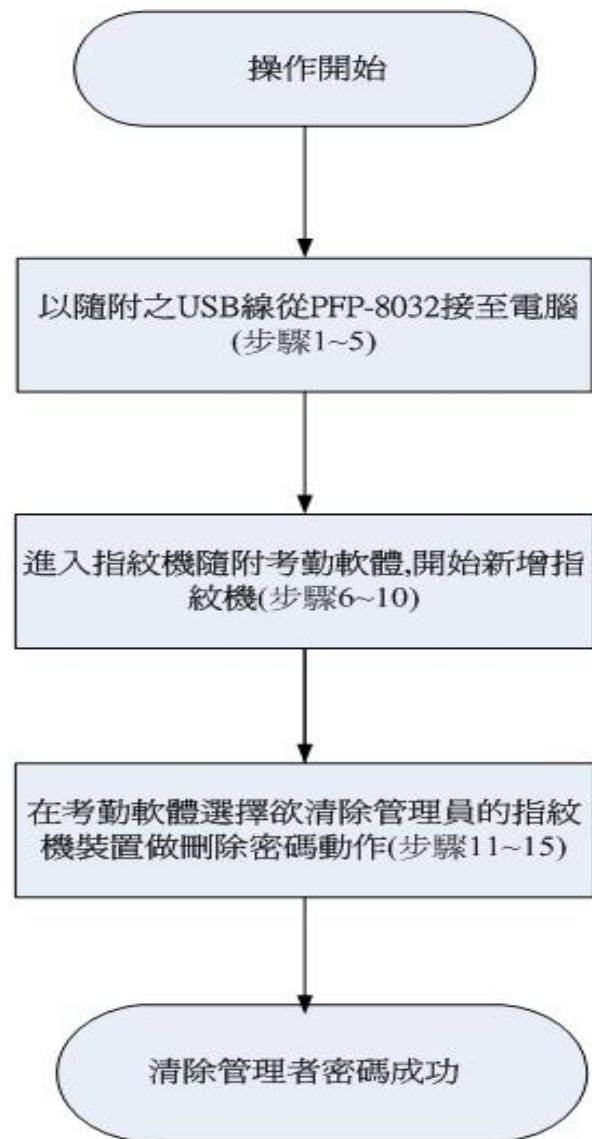 操作開始
以隨附之USB線從PFP-8032接至電腦
(步驟1~5)
進入指紋機隨附考勤軟體,開始新增指
紋機(步驟6~10)
在考勤軟體選擇欲清除管理員的指紋
機裝置做刪除密碼動作(步驟11~15)
清除管理者密碼成功